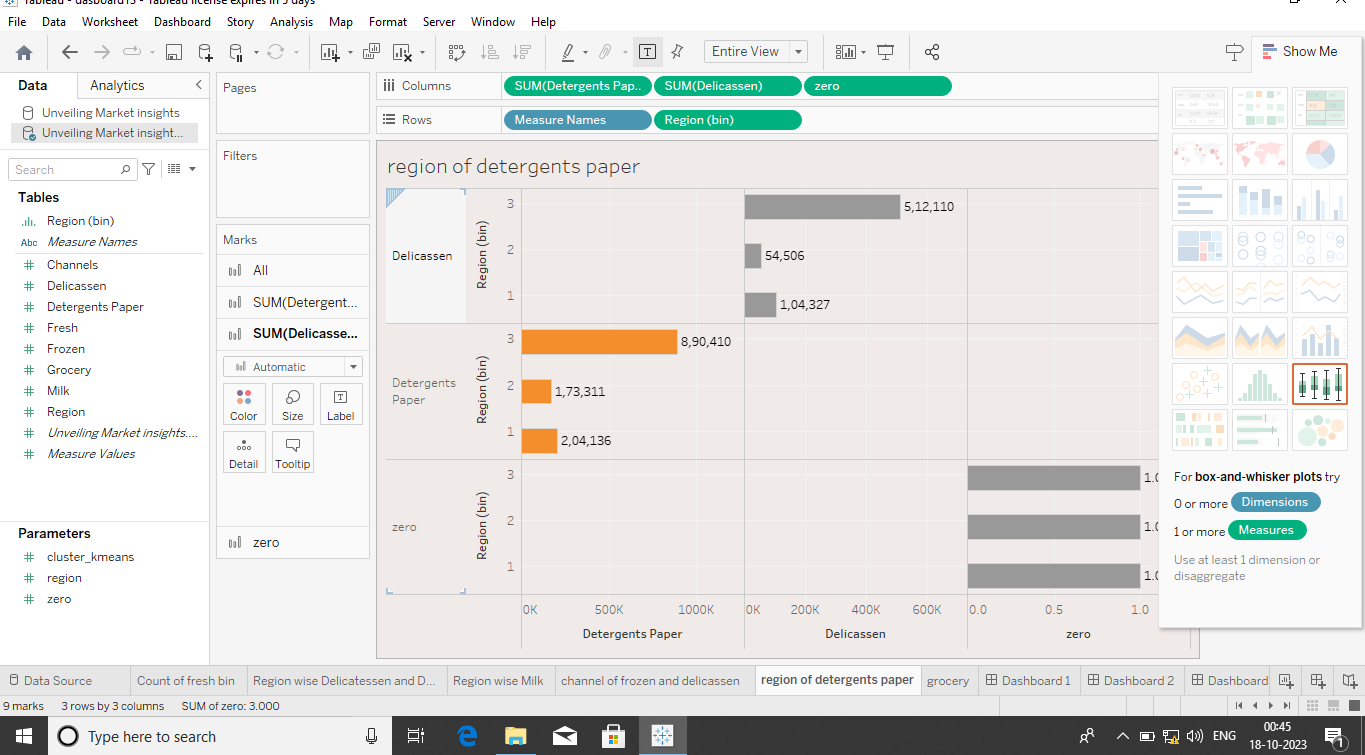 Tableau - dasboard13 - Tableau license expires in 5 days
File Data Worksheet Dashboard Story Analysis Map Format Server Window Help
Entire View
Show Me
Data Analytics
Unveiling Market insights
Unveiling Market insight...
Search
Tables
Region (bin)
Abc Measure Names
Channels
Delicassen
Detergents Paper
Fresh
Frozen
Grocery
Milk
Region
Unveiling Market insights....
Measure Values
Parameters
cluster_kmeans
region
zero
Pages
Filters
Marks
All
SUM(Detergent...
SUM(Delicasse...
Automatic
Color Size Label
Detail Tooltip
zero
Columns SUM(Detergents Pap.. SUM(Delicassen) zero
Rows Measure Names Region (bin)
region of detergents paper
Delicassen
Region (bin)
3 5,12,110
2 54,506
1 1,04,327
Detergents
Paper
Region (bin)
3 8,90,410
2 1,73,311
1 2,04,136
zero
Region (bin)
3 1.0
2 1.0
1 1.0
0K 500K 1000K 0K 200K 400K 600K 0.0 0.5 1.0
Detergents Paper Delicassen zero
For box-and-whisker plots try
0 or more Dimensions
1 or more Measures
Use at least 1 dimension or
disaggregate
Data Source Count of fresh bin Region wise Delicatessen and D... Region wise Milk channel of frozen and delicassen region of detergents paper grocery Dashboard 1 Dashboard 2 Dashboard
9 marks 3 rows by 3 columns SUM of zero: 3.000
Type here to search
ENG
00:45
18-10-2023
1